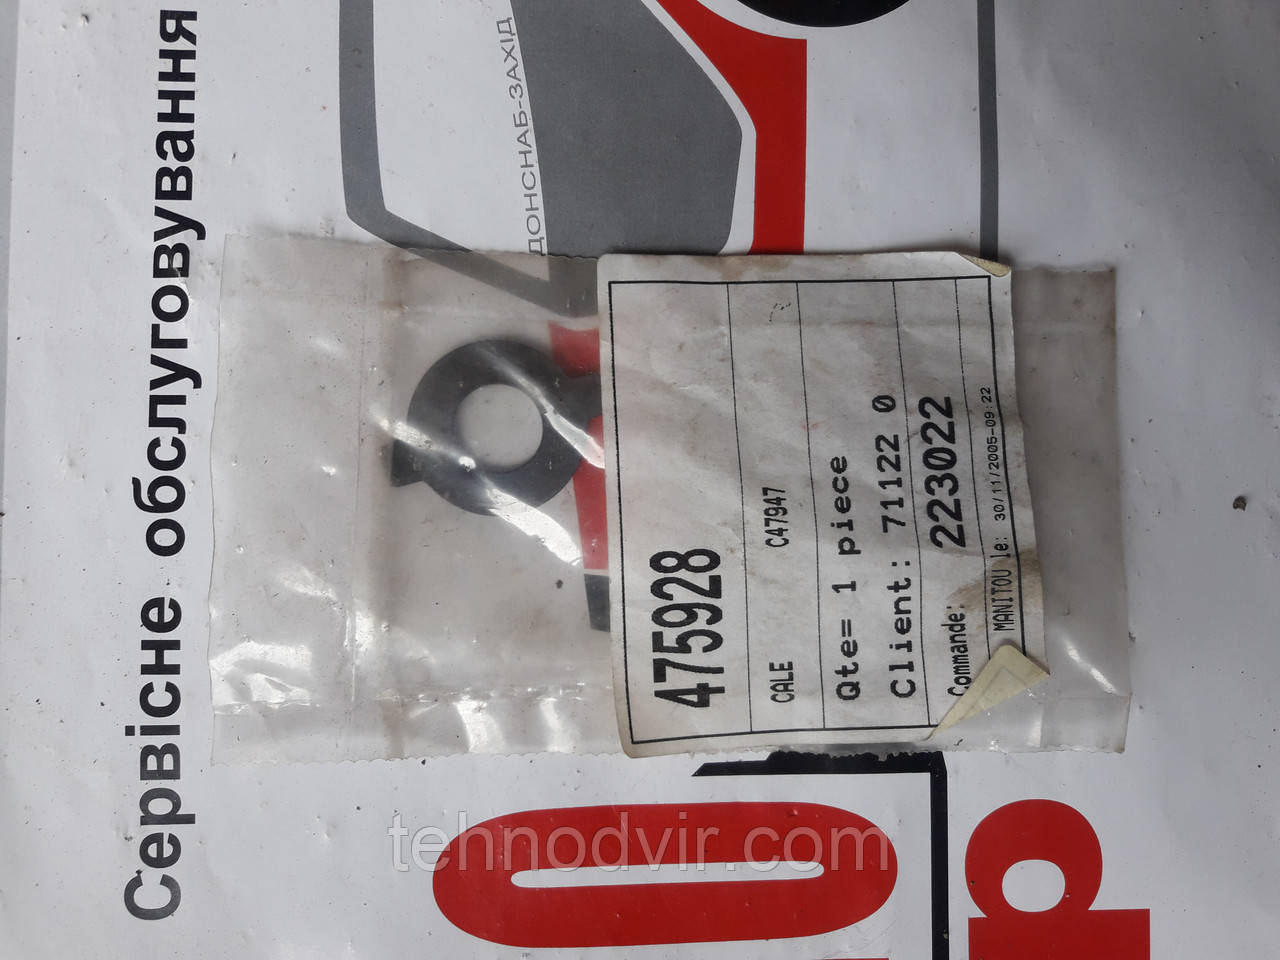 Сервісне обслуговування
ДОНСНАБ-ЗАХІД
475928
CALE C47947
Qte= 1 piece
Client: 71122 0
Commande: 223022
MANITOU le: 30/11/2005-09:22
tehnodvir.com